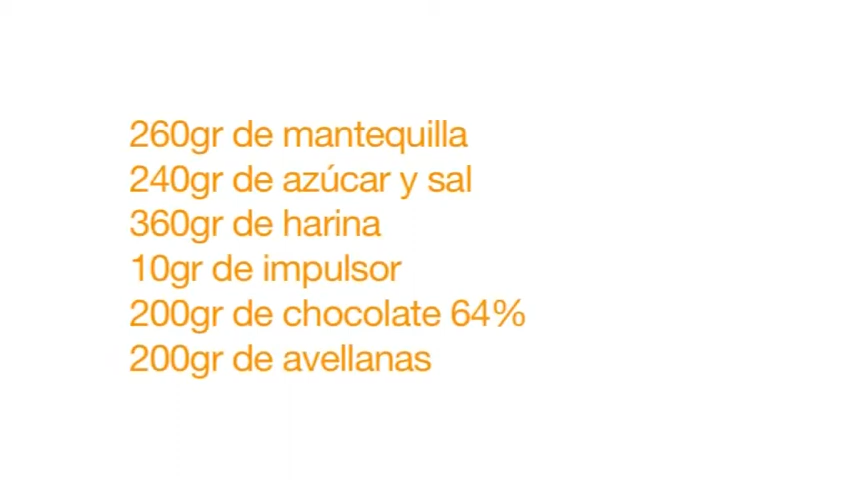 260gr de mantequilla
240gr de azúcar y sal
360gr de harina
10gr de impulsor
200gr de chocolate 64%
200gr de avellanas